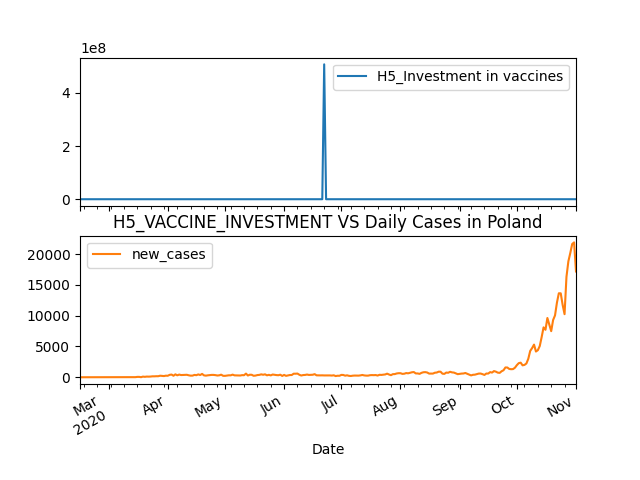 1e8
4
2
0
H5_Investment in vaccines
H5_VACCINE_INVESTMENT VS Daily Cases in Poland
20000
15000
10000
5000
0
new_cases
Mar
2020
Apr
May
Jun
Jul
Aug
Sep
Oct
Nov
Date